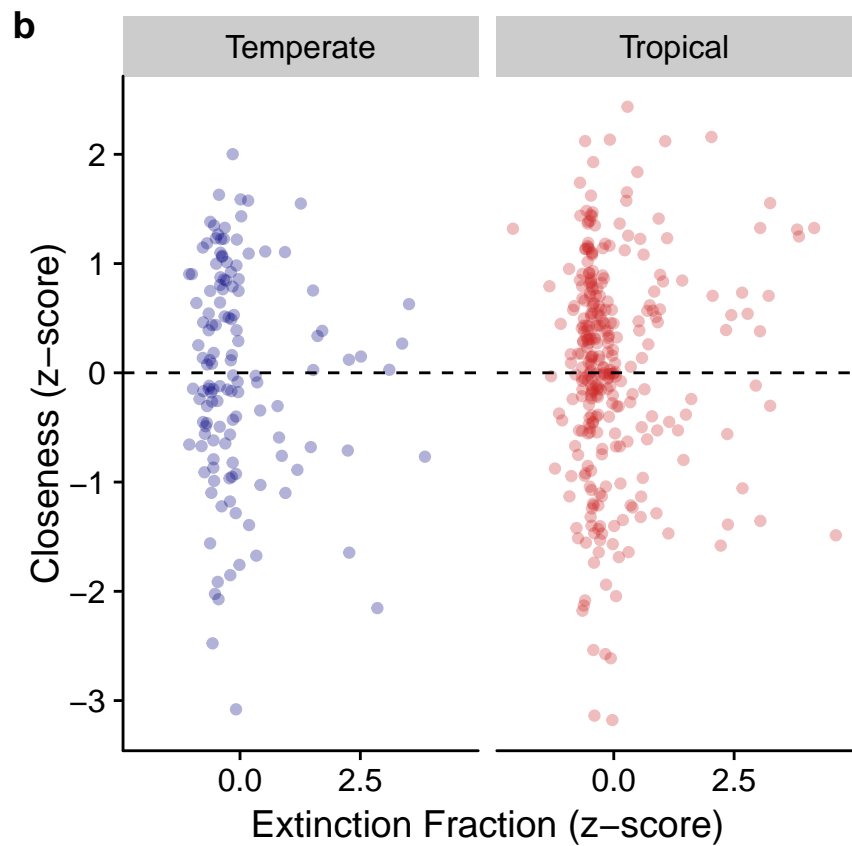 b
Temperate
Tropical
Closeness (z−score)
2
1
0
−1
−2
−3
0.0
2.5
0.0
2.5
Extinction Fraction (z−score)